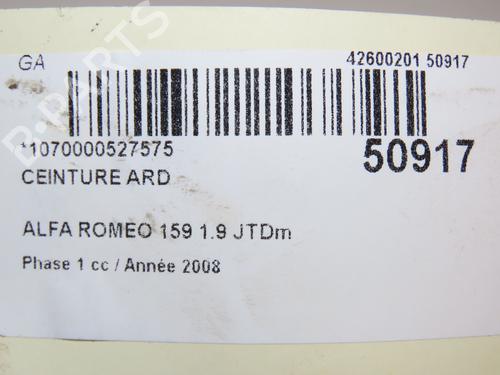 GA 42600201 50917
*1070000527575 50917
CEINTURE ARD
ALFA ROMEO 159 1.9 JTDm
Phase 1 cc / Année 2008
B-PARTS